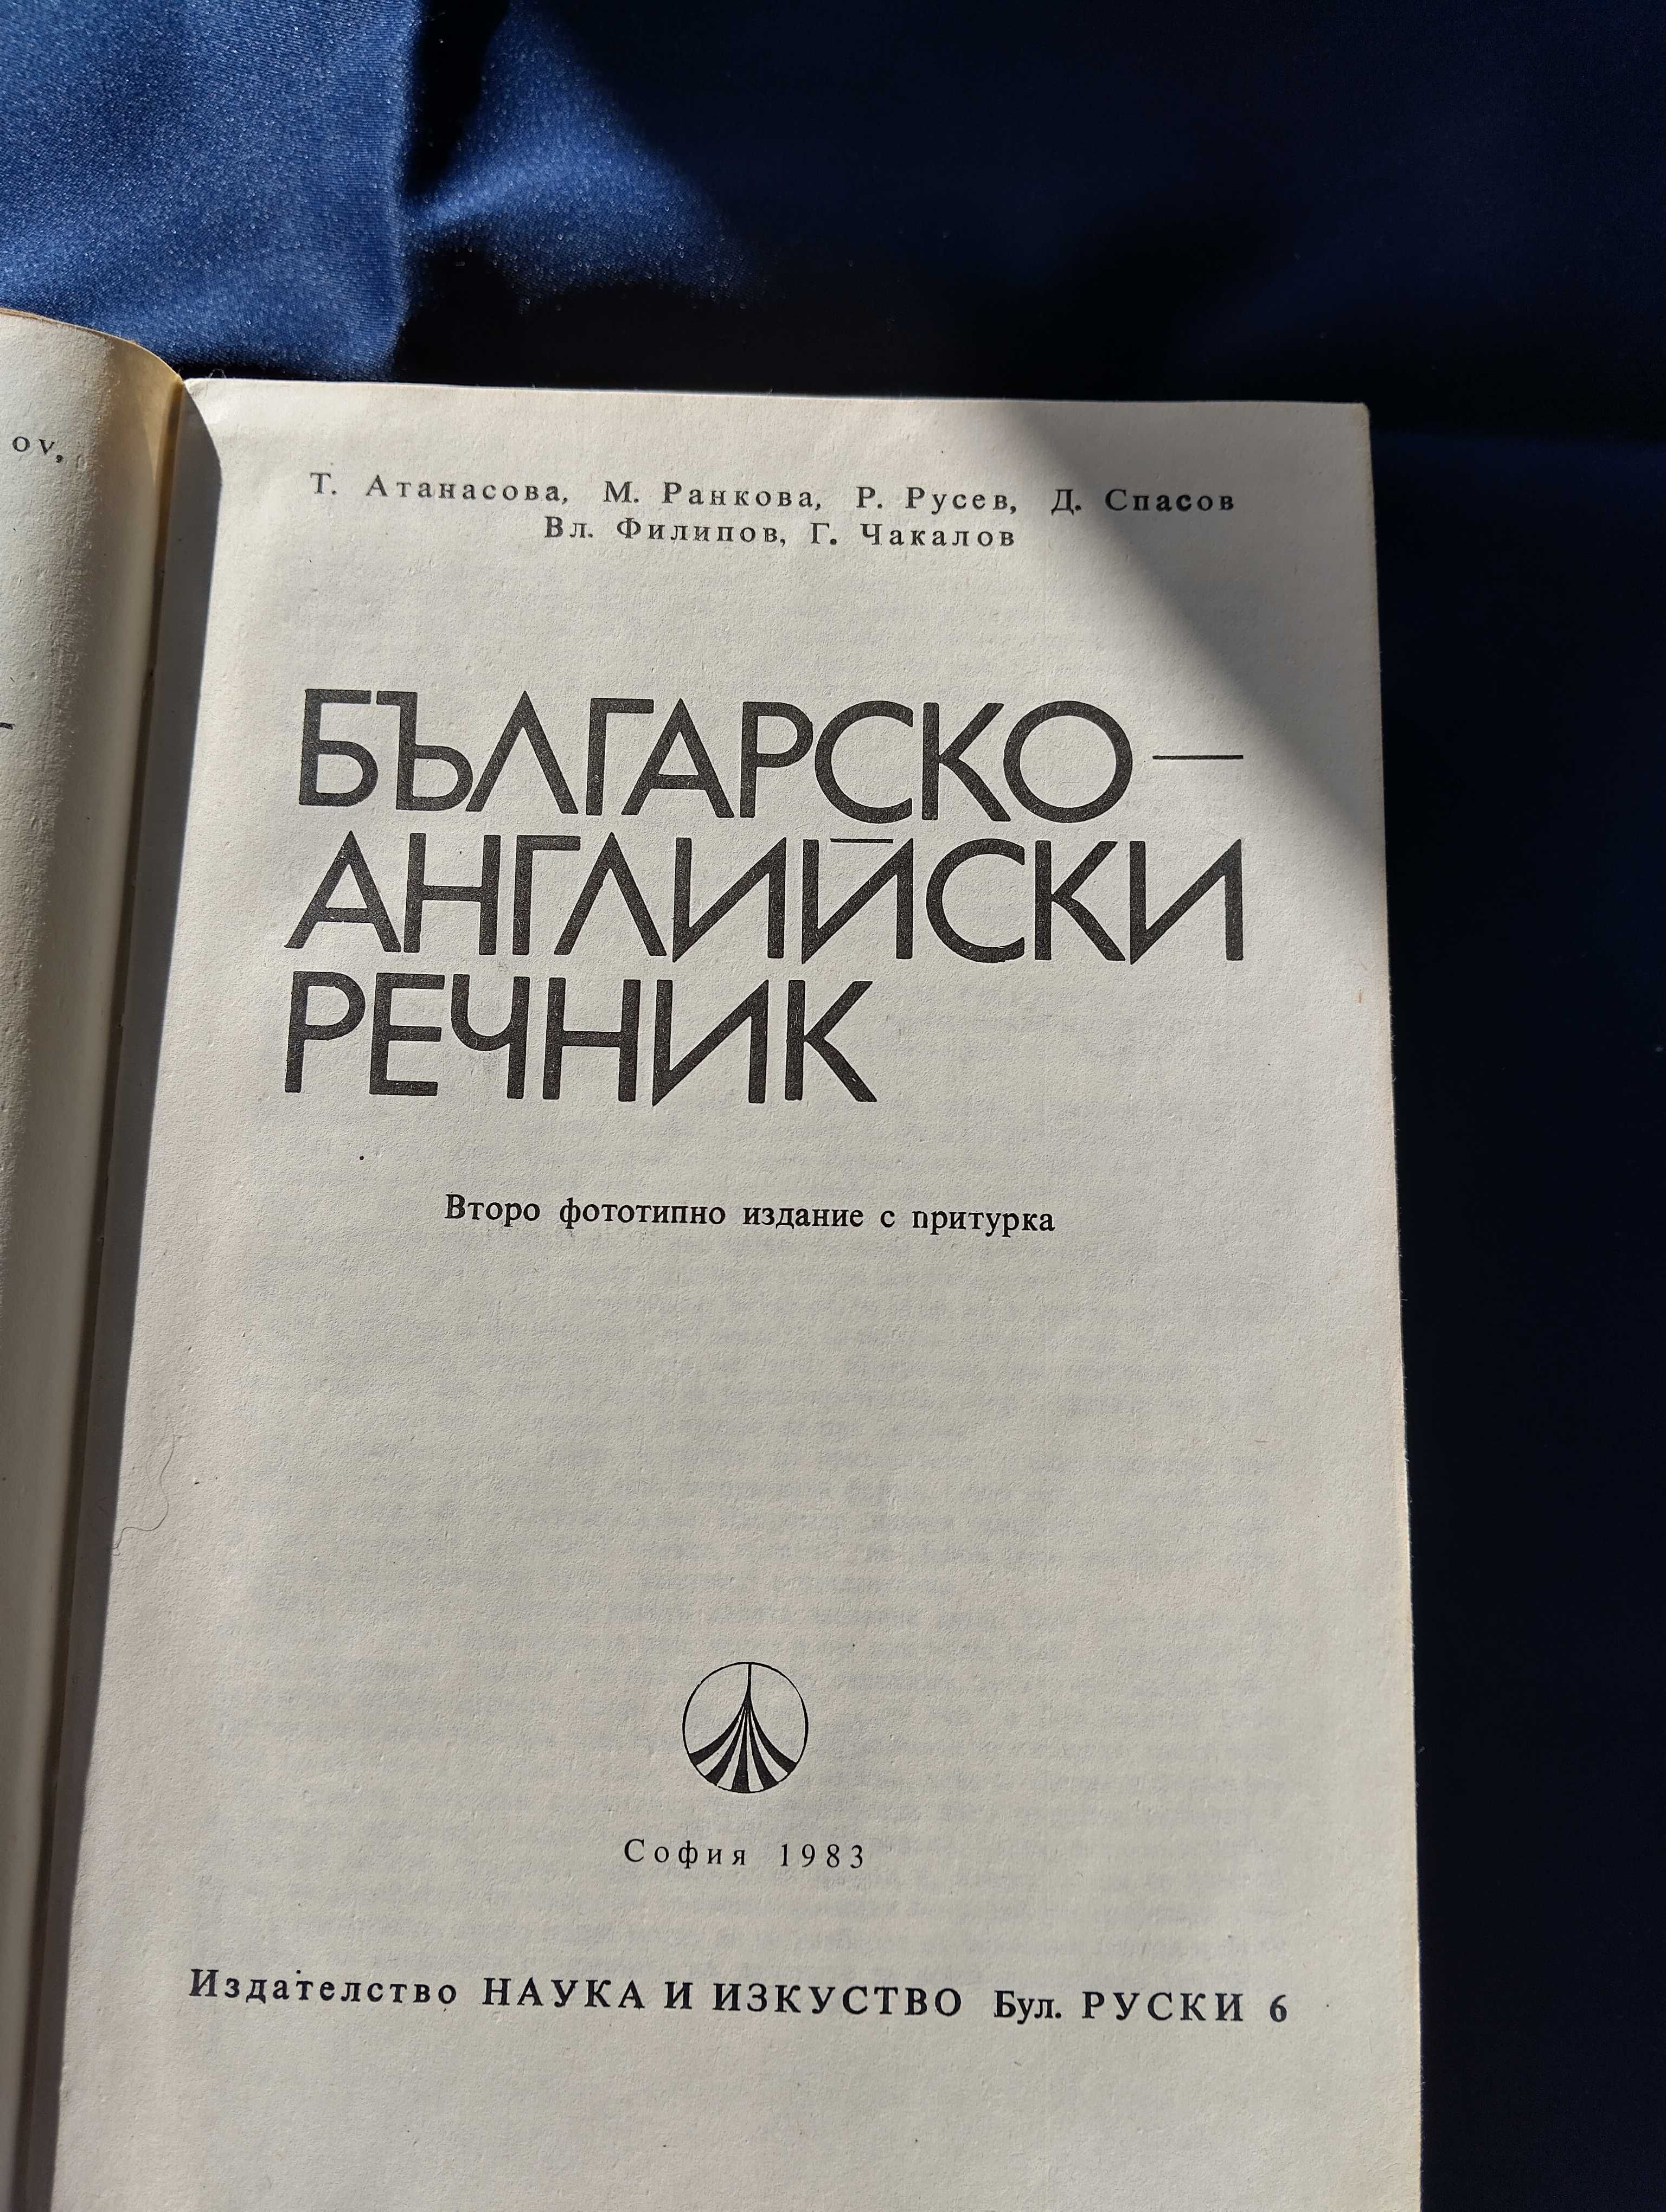 ov,
Т. Атанасова, М. Ранкова, Р. Русев, Д. Спасов
Вл. Филипов, Г. Чакалов
БЪЛГАРСКО—
АНГЛИЙСКИ
РЕЧНИК
Второ фототипно издание с притурка
София 1983
Издателство НАУКА И ИЗКУСТВО Бул. РУСКИ 6